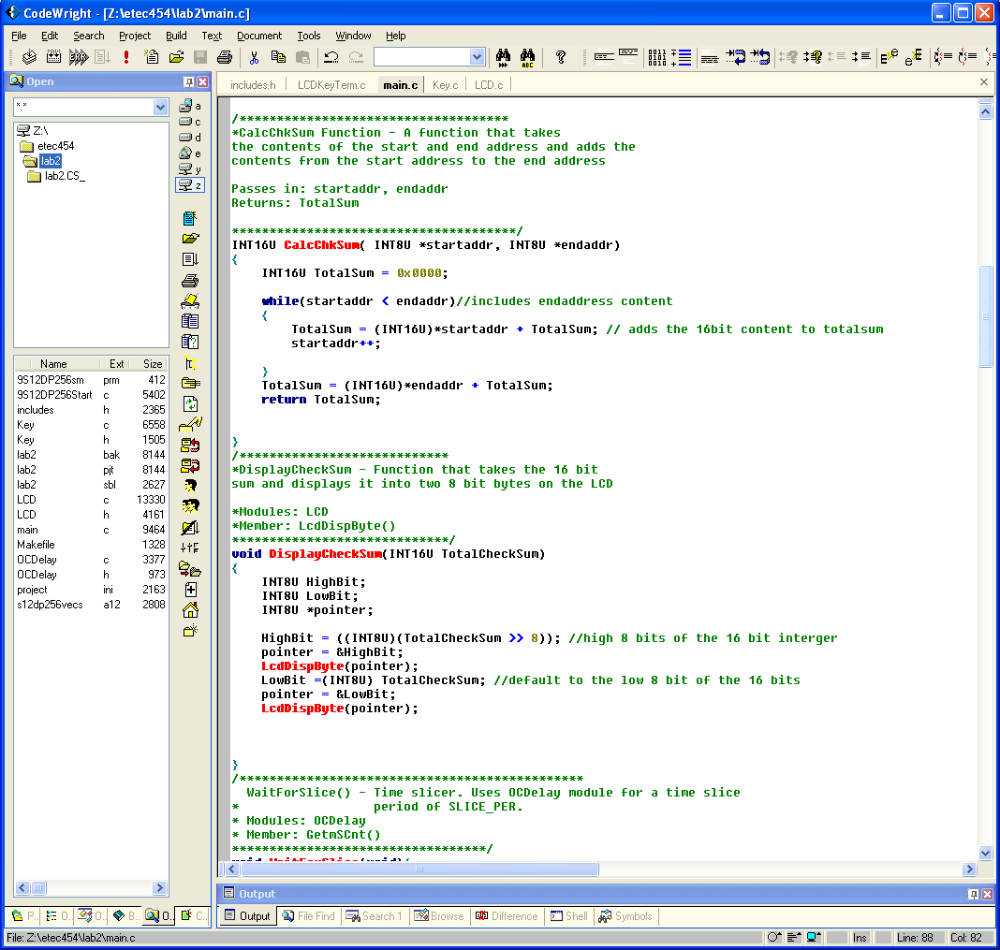 CodeWright - [Z:\etec454\lab2\main.c]
File Edit Search Project Build Text Document Tools Window Help
Open
*.*
Z:\
etec454
lab2
lab2.CS_
a
c
d
e
y
z
Name Ext Size
9S12DP256sm prm 412
9S12DP256Start c 5402
includes h 2365
Key c 6558
Key h 1505
lab2 bak 8144
lab2 pjt 8144
lab2 sbl 2627
LCD c 13330
LCD h 4161
main c 9464
Makefile 1328
OCDelay c 3377
OCDelay h 973
project ini 2163
s12dp256vecs a12 2808
P.. O.. O.. B.. O.. C..
includes.h LCDKeyTerm.c main.c Key.c LCD.c
/************************************
*CalcChkSum Function - A function that takes
the contents of the start and end address and adds the
contents from the start address to the end address
Passes in: startaddr, endaddr
Returns: TotalSum
**************************************/
INT16U CalcChkSum( INT8U *startaddr, INT8U *endaddr)
{
INT16U TotalSum = 0x0000;
while(startaddr < endaddr)//includes endaddress content
{
TotalSum = (INT16U)*startaddr + TotalSum; // adds the 16bit content to totalsum
startaddr++;
}
TotalSum = (INT16U)*endaddr + TotalSum;
return TotalSum;
}
/****************************
*DisplayCheckSum - Function that takes the 16 bit
sum and displays it into two 8 bit bytes on the LCD
*Modules: LCD
*Member: LcdDispByte()
*****************************/
void DisplayCheckSum(INT16U TotalCheckSum)
{
INT8U HighBit;
INT8U LowBit;
INT8U *pointer;
HighBit = ((INT8U)(TotalCheckSum >> 8)); //high 8 bits of the 16 bit interger
pointer = &HighBit;
LcdDispByte(pointer);
LowBit =(INT8U) TotalCheckSum; //default to the low 8 bit of the 16 bits
pointer = &LowBit;
LcdDispByte(pointer);
}
/**********************************************
WaitForSlice() - Time slicer. Uses OCDelay module for a time slice
* period of SLICE_PER.
* Modules: OCDelay
* Member: GetmSCnt()
**********************************/
void WaitForSlice(void){
Output
Output File Find Search 1 Browse Difference Shell Symbols
File: Z:\etec454\lab2\main.c Ins Line: 88 Col: 82